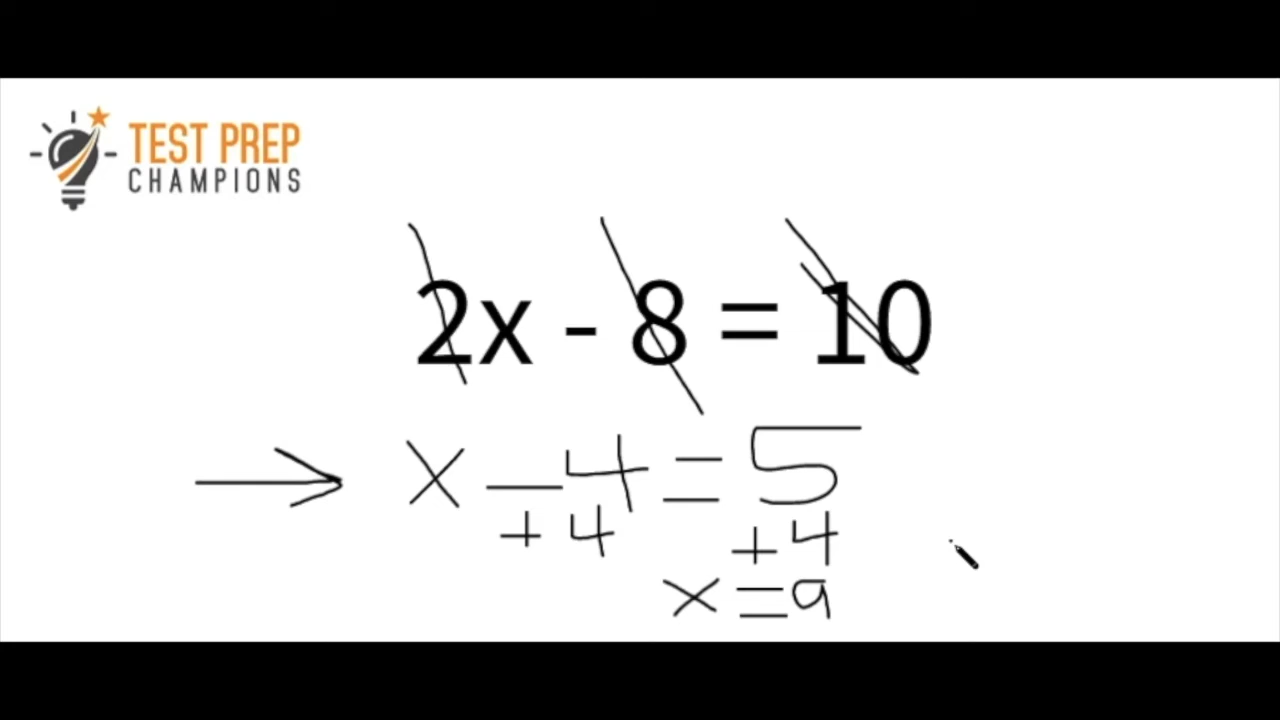 TEST PREP
CHAMPIONS
2x - 8 = 10
x - 4 = 5
+ 4 + 4
x = 9